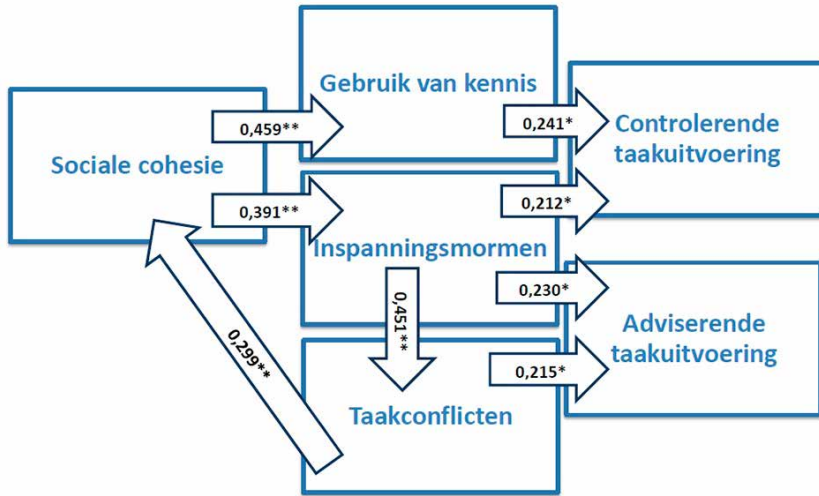 Gebruik van kennis
0,459**
0,241*
Controlerende
taakuitvoering
Sociale cohesie
0,391**
0,212*
Inspanningsmormen
0,230*
0,451**
0,299**
Adviserende
taakuitvoering
0,215*
Taakconflicten